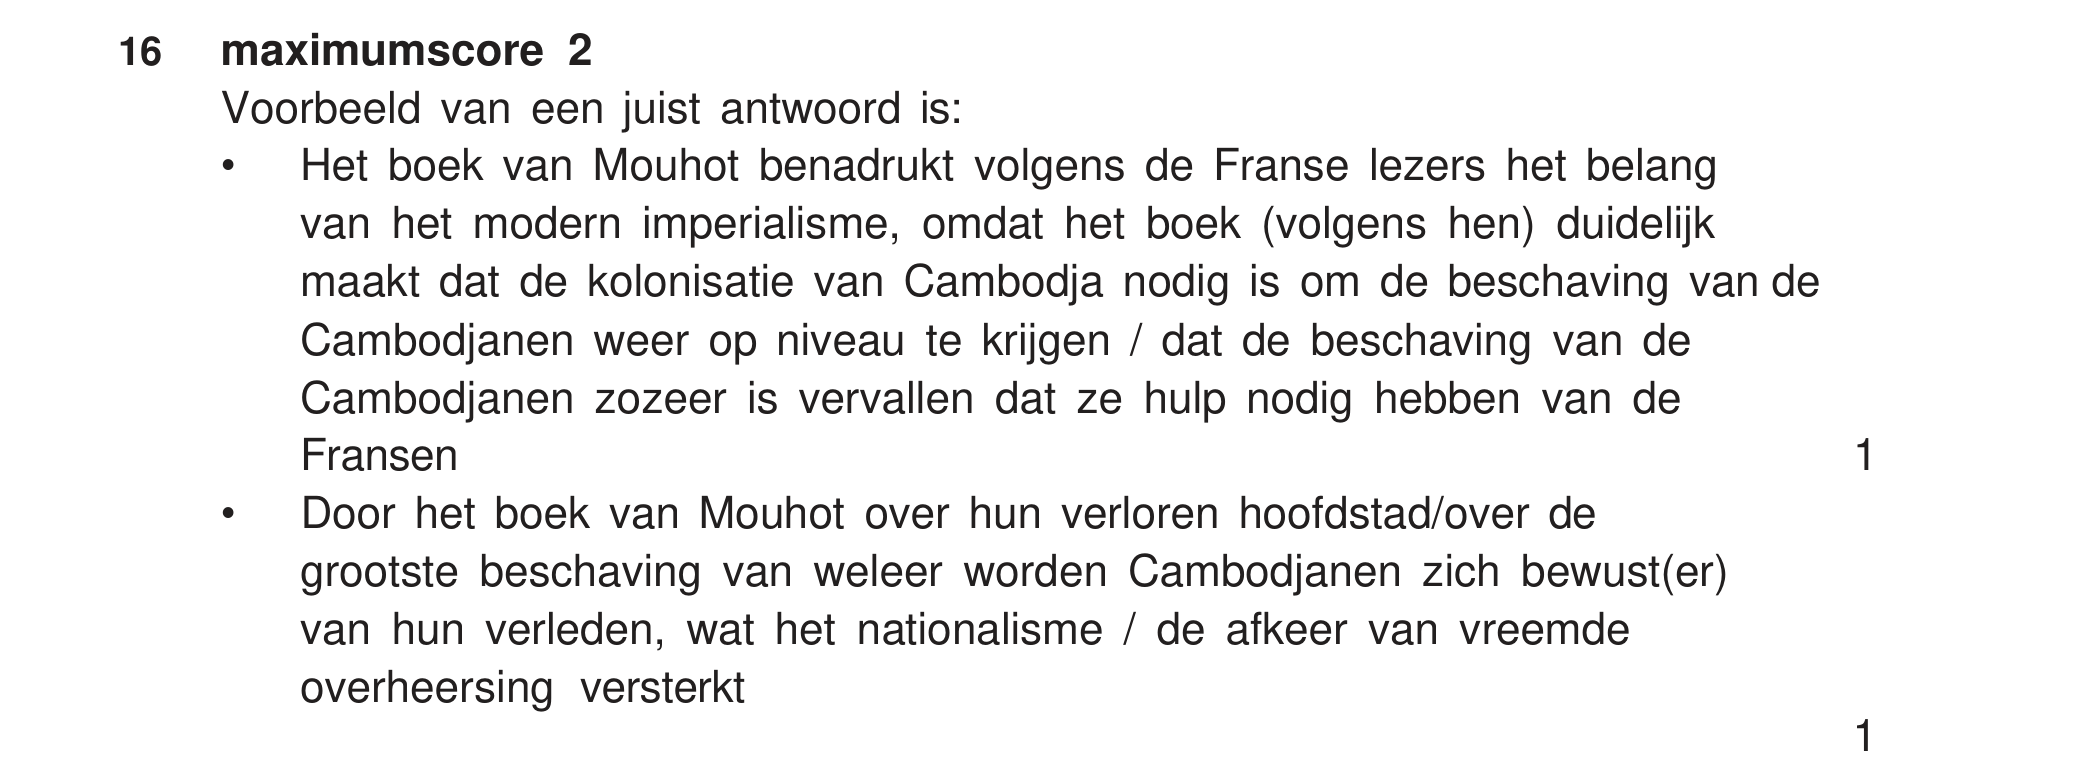 16 maximumscore 2
Voorbeeld van een juist antwoord is:
• Het boek van Mouhot benadrukt volgens de Franse lezers het belang
van het modern imperialisme, omdat het boek (volgens hen) duidelijk
maakt dat de kolonisatie van Cambodja nodig is om de beschaving van de
Cambodjanen weer op niveau te krijgen / dat de beschaving van de
Cambodjanen zozeer is vervallen dat ze hulp nodig hebben van de
Fransen 1
• Door het boek van Mouhot over hun verloren hoofdstad/over de
grootste beschaving van weleer worden Cambodjanen zich bewust(er)
van hun verleden, wat het nationalisme / de afkeer van vreemde
overheersing versterkt
1